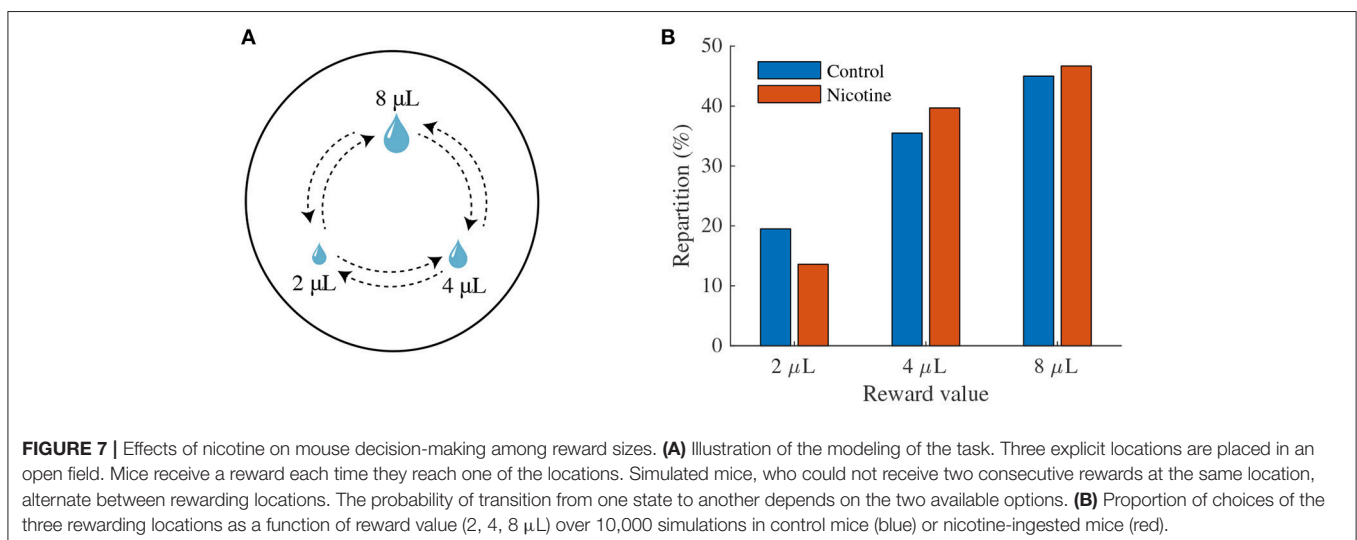 A
8 μL
2 μL
4 μL
B
50
40
30
20
10
0
Repartition (%)
Control
Nicotine
2 μL
4 μL
8 μL
Reward value
FIGURE 7 | Effects of nicotine on mouse decision-making among reward sizes. (A) Illustration of the modeling of the task. Three explicit locations are placed in an
open field. Mice receive a reward each time they reach one of the locations. Simulated mice, who could not receive two consecutive rewards at the same location,
alternate between rewarding locations. The probability of transition from one state to another depends on the two available options. (B) Proportion of choices of the
three rewarding locations as a function of reward value (2, 4, 8 μL) over 10,000 simulations in control mice (blue) or nicotine-ingested mice (red).